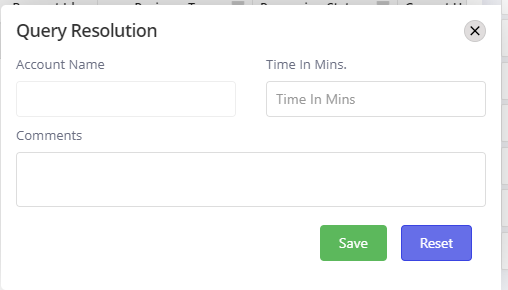 Query Resolution
Account Name
Time In Mins.
Time In Mins
Comments
Save
Reset